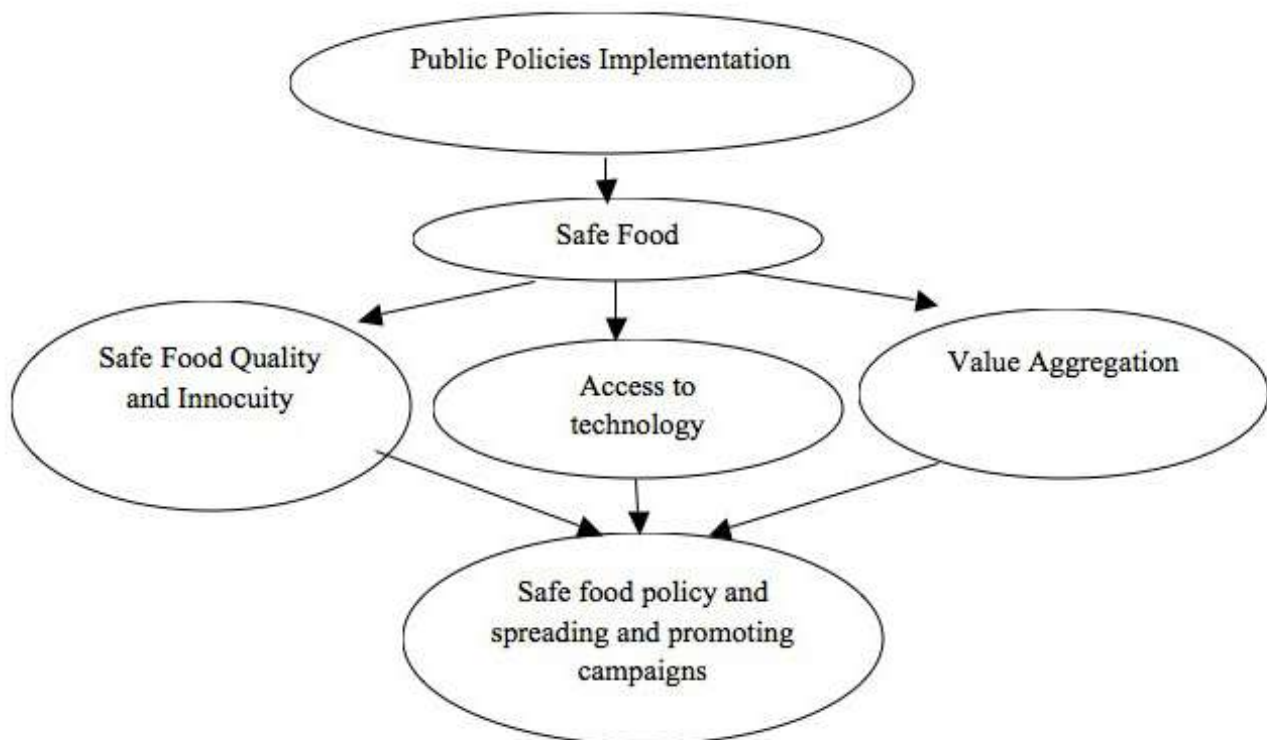 Public Policies Implementation
Safe Food
Safe Food Quality
and Innocuity
Access to
technology
Value Aggregation
Safe food policy and
spreading and promoting
campaigns